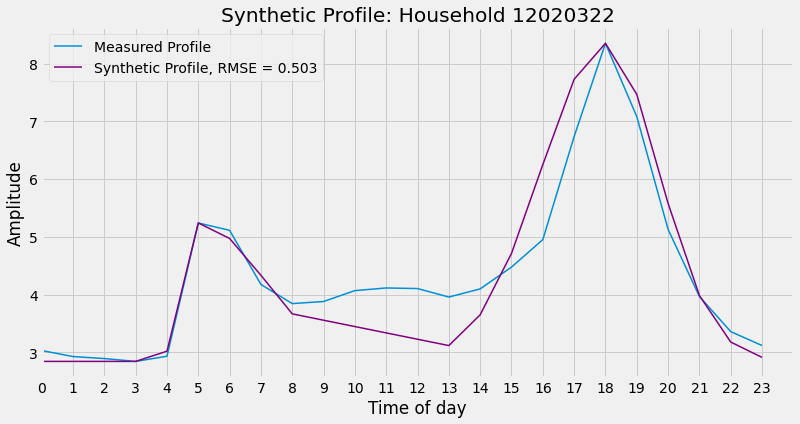 Synthetic Profile: Household 12020322
Measured Profile
Synthetic Profile, RMSE = 0.503
Amplitude
8
7
6
5
4
3
0 1 2 3 4 5 6 7 8 9 10 11 12 13 14 15 16 17 18 19 20 21 22 23
Time of day